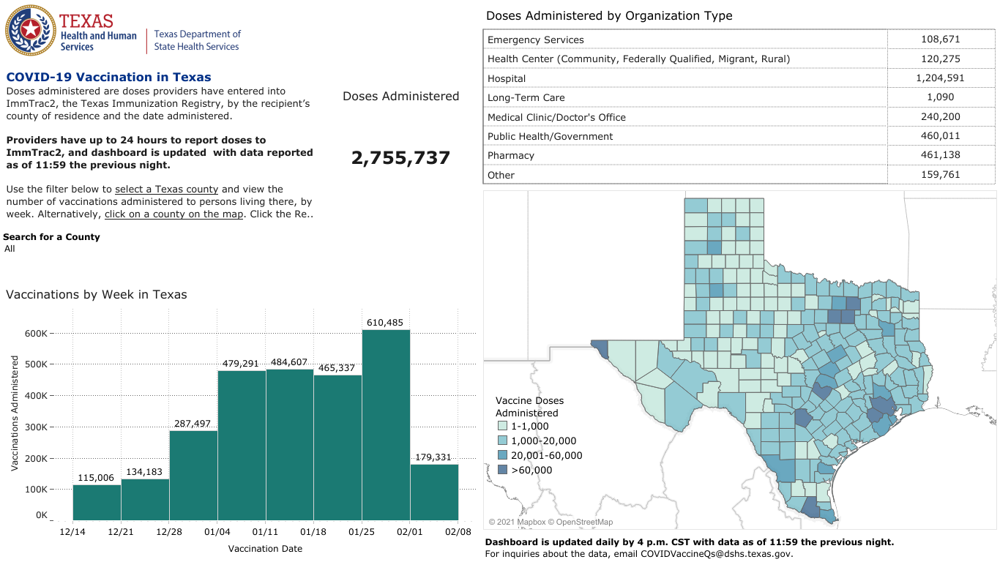 TEXAS
Health and Human
Services
Texas Department of
State Health Services
COVID-19 Vaccination in Texas
Doses administered are doses providers have entered into
ImmTrac2, the Texas Immunization Registry, by the recipient's
county of residence and the date administered.
Providers have up to 24 hours to report doses to
ImmTrac2, and dashboard is updated with data reported
as of 11:59 the previous night.
Use the filter below to select a Texas county and view the
number of vaccinations administered to persons living there, by
week. Alternatively, click on a county on the map. Click the Re..
Search for a County
All
Doses Administered
2,755,737
Vaccinations by Week in Texas
Vaccinations Administered
600K
500K
400K
300K
200K
100K
0K
115,006
134,183
287,497
479,291
484,607
465,337
610,485
179,331
12/14 12/21 12/28 01/04 01/11 01/18 01/25 02/01 02/08
Vaccination Date
Doses Administered by Organization Type
Emergency Services 108,671
Health Center (Community, Federally Qualified, Migrant, Rural) 120,275
Hospital 1,204,591
Long-Term Care 1,090
Medical Clinic/Doctor's Office 240,200
Public Health/Government 460,011
Pharmacy 461,138
Other 159,761
Vaccine Doses
Administered
1-1,000
1,000-20,000
20,001-60,000
>60,000
© 2021 Mapbox © OpenStreetMap
Dashboard is updated daily by 4 p.m. CST with data as of 11:59 the previous night.
For inquiries about the data, email COVIDVaccineQs@dshs.texas.gov.